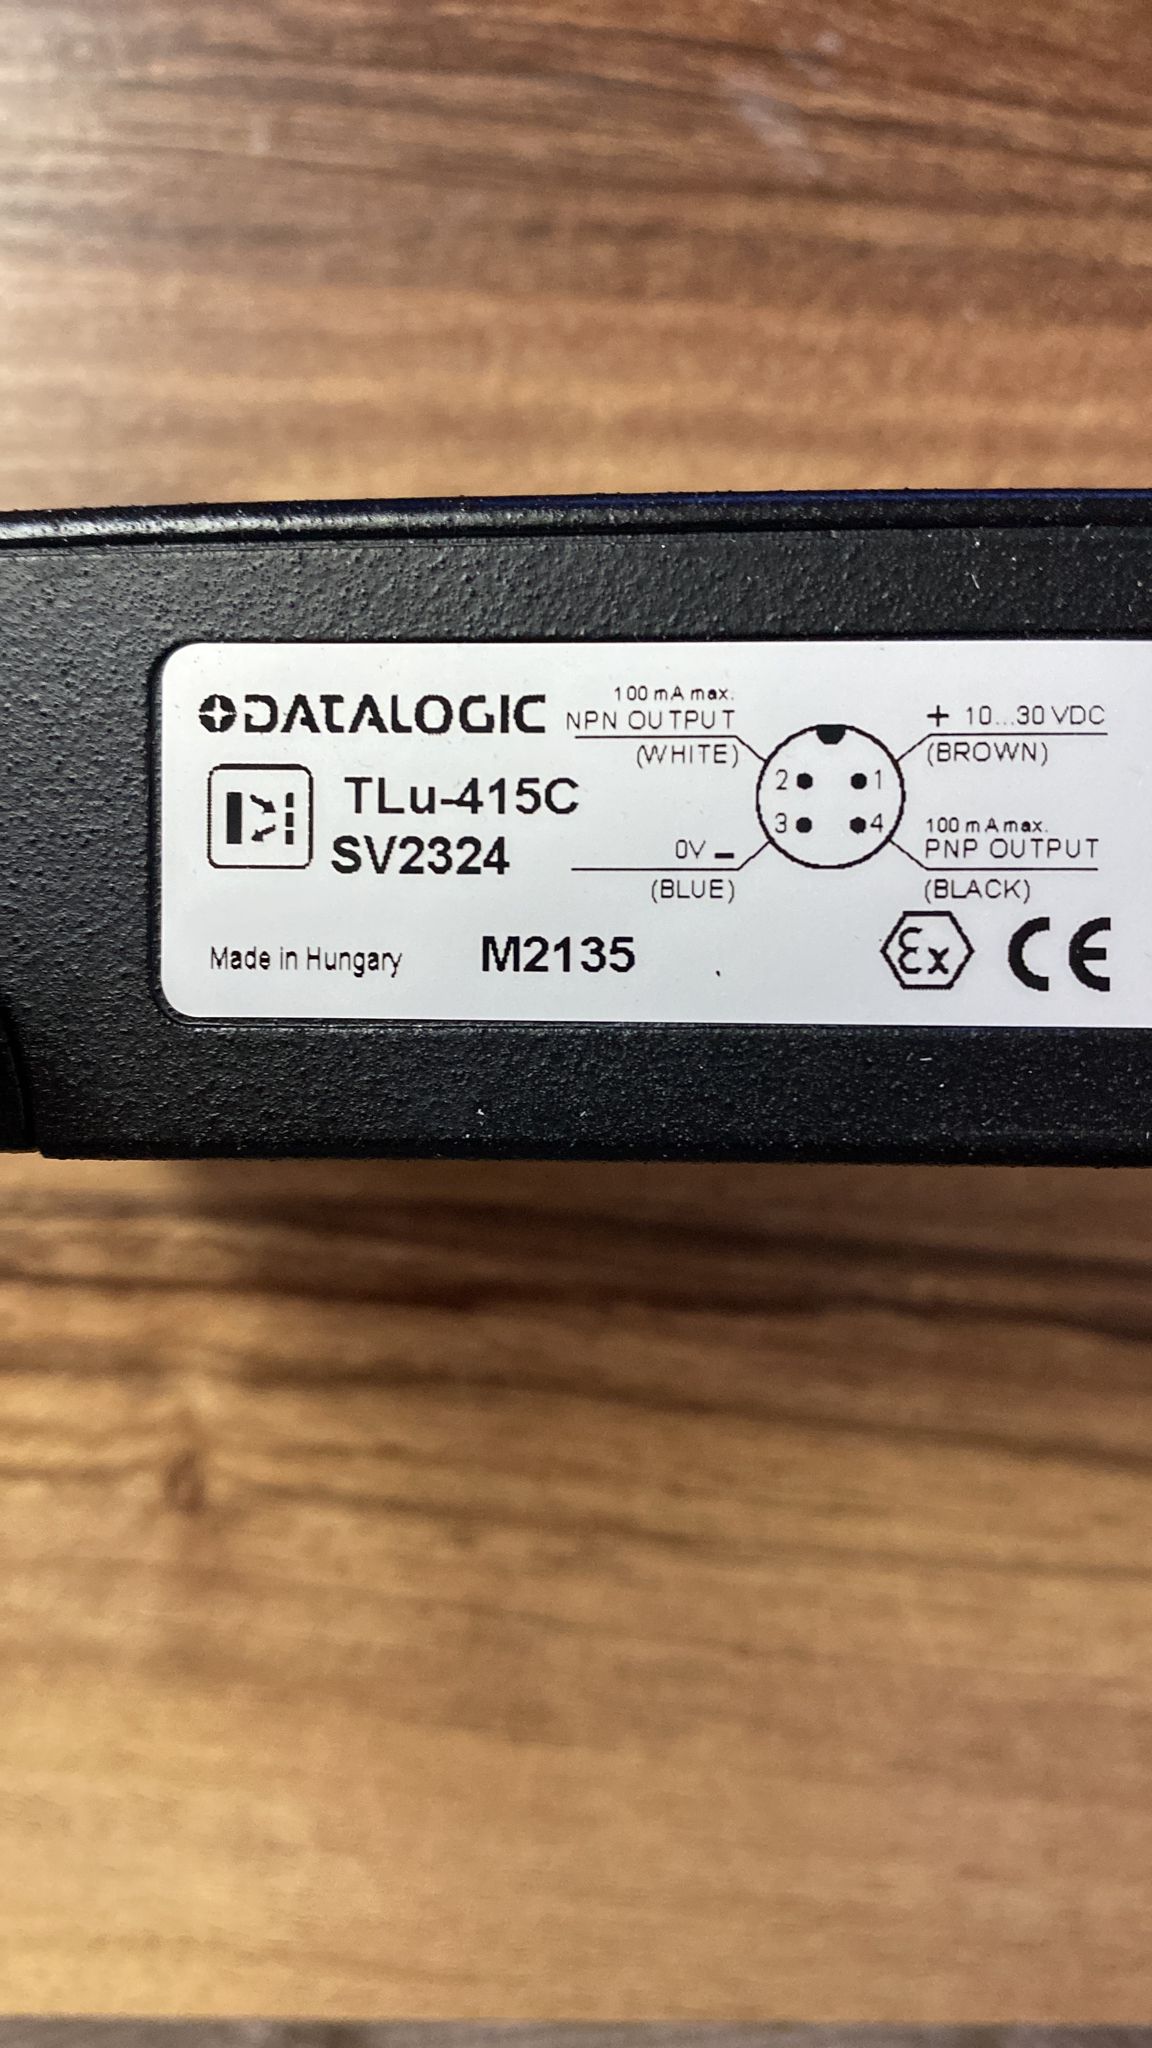 DATALOGIC
TLu-415C
SV2324
Made in Hungary
M2135
100 mA max.
NPN OUTPUT
(WHITE)
0V –
(BLUE)
2 1
3 4
+ 10...30 VDC
(BROWN)
100 mA max.
PNP OUTPUT
(BLACK)
Ex CE